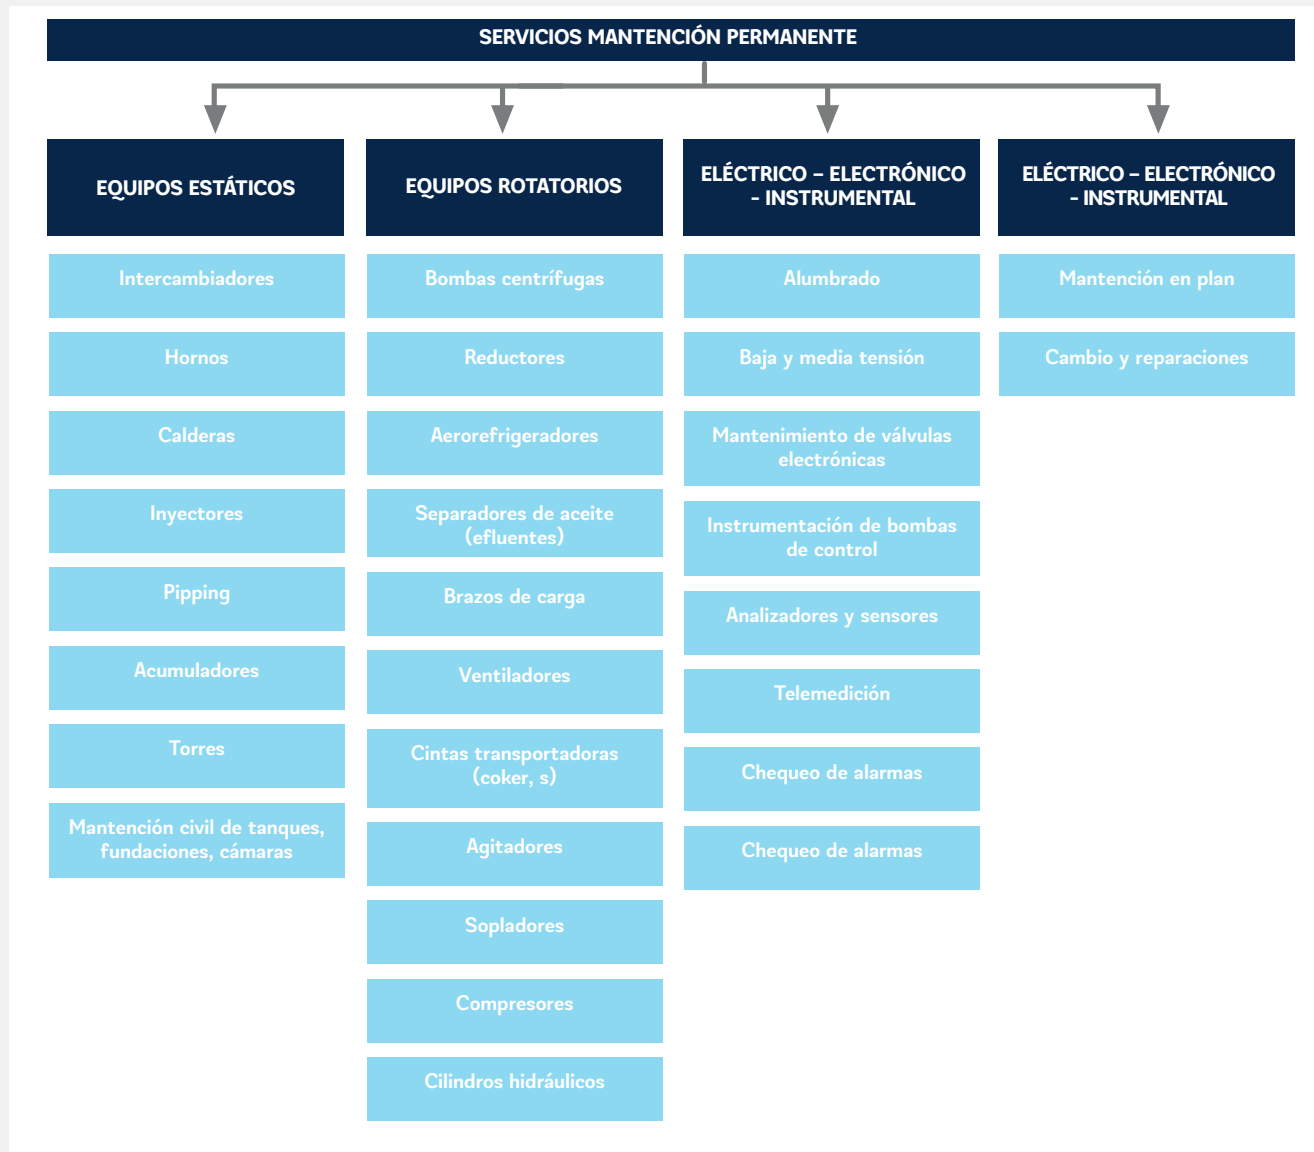 SERVICIOS MANTENCIÓN PERMANENTE
EQUIPOS ESTÁTICOS
Intercambiadores
Hornos
Calderas
Inyectores
Pipping
Acumuladores
Torres
Mantención civil de tanques,
fundaciones, cámaras
EQUIPOS ROTATORIOS
Bombas centrífugas
Reductores
Aerorefrigeradores
Separadores de aceite
(efluentes)
Brazos de carga
Ventiladores
Cintas transportadoras
(coker, s)
Agitadores
Sopladores
Compresores
Cilindros hidráulicos
ELÉCTRICO – ELECTRÓNICO
- INSTRUMENTAL
Alumbrado
Baja y media tensión
Mantenimiento de válvulas
electrónicas
Instrumentación de bombas
de control
Analizadores y sensores
Telemedición
Chequeo de alarmas
Chequeo de alarmas
ELÉCTRICO – ELECTRÓNICO
- INSTRUMENTAL
Mantención en plan
Cambio y reparaciones